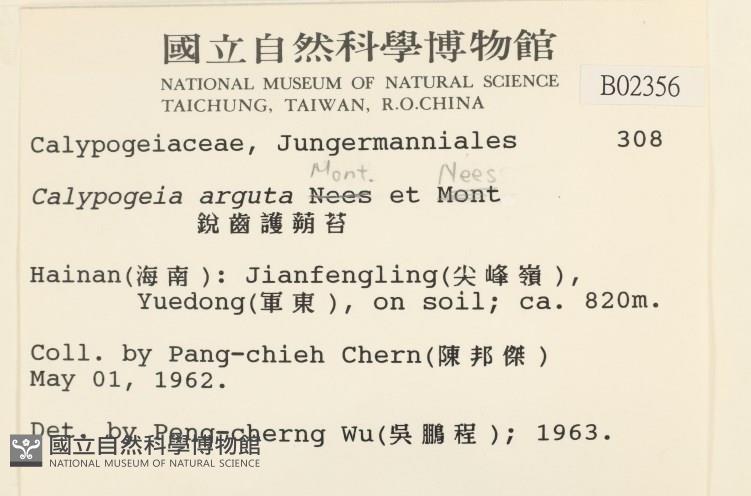 國立自然科學博物館
NATIONAL MUSEUM OF NATURAL SCIENCE
TAICHUNG, TAIWAN, R.O.CHINA
B02356
Calypogeiaceae, Jungermanniales 308
Mont. Nees
Calypogeia arguta Nees et Mont
銳齒護蒴苔
Hainan(海南): Jianfengling(尖峰嶺),
Yuedong(軍東), on soil; ca. 820m.
Coll. by Pang-chieh Chern(陳邦傑)
May 01, 1962.
Det. by Peng-cherng Wu(吳鵬程); 1963.
國立自然科學博物館
NATIONAL MUSEUM OF NATURAL SCIENCE